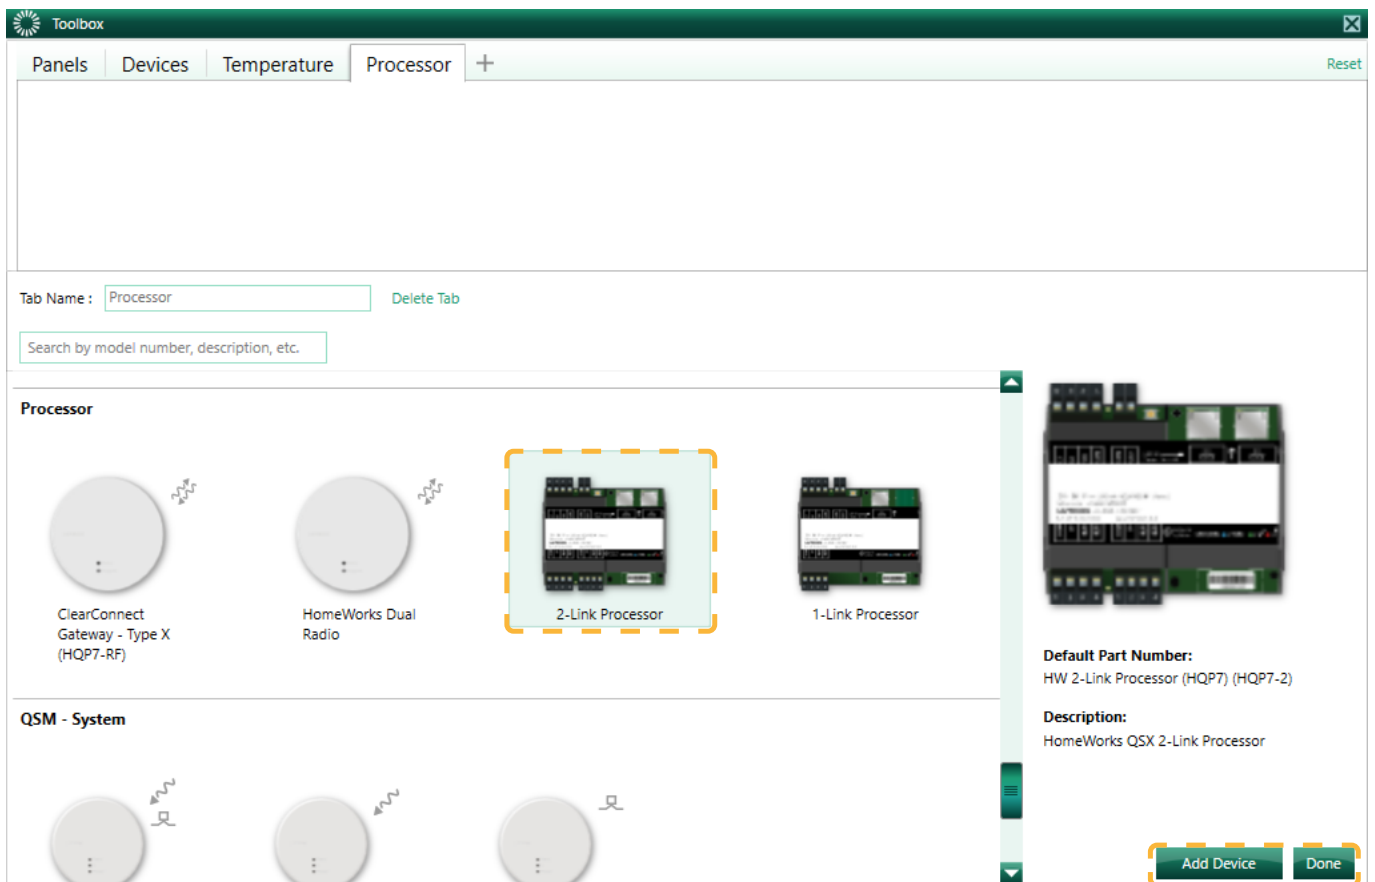 Toolbox
Panels Devices Temperature Processor +
Reset
Tab Name : Processor Delete Tab
Search by model number, description, etc.
Processor
ClearConnect
Gateway - Type X
(HQP7-RF)
HomeWorks Dual
Radio
2-Link Processor
1-Link Processor
Default Part Number:
HW 2-Link Processor (HQP7) (HQP7-2)
Description:
HomeWorks QSX 2-Link Processor
QSM - System
Add Device Done